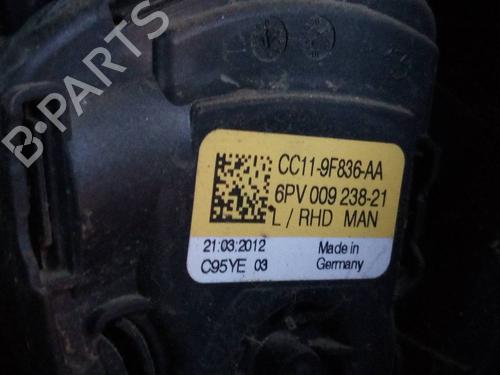 B-PARTS
CC11-9F836-AA
6PV 009 238-21
L / RHD MAN
21:03:2012 Made in
C95YE 03 Germany